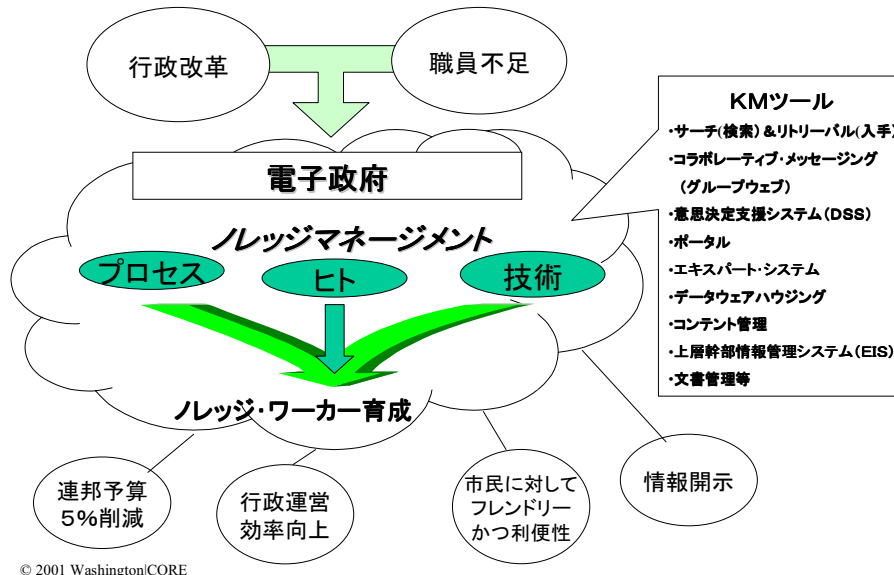 行政改革
職員不足
KMツール
・サーチ(検索)&リトリーバル(入手)
・コラボレーティブ・メッセージング
(グループウェブ)
・意思決定支援システム(DSS)
・ポータル
・エキスパート・システム
・データウェアハウジング
・コンテント管理
・上層幹部情報管理システム(EIS)
・文書管理等
電子政府
ノレッジマネージメント
プロセス
ヒト
技術
ノレッジ・ワーカー育成
連邦予算
5%削減
行政運営
効率向上
市民に対して
フレンドリー
かつ利便性
情報開示
© 2001 Washington|CORE